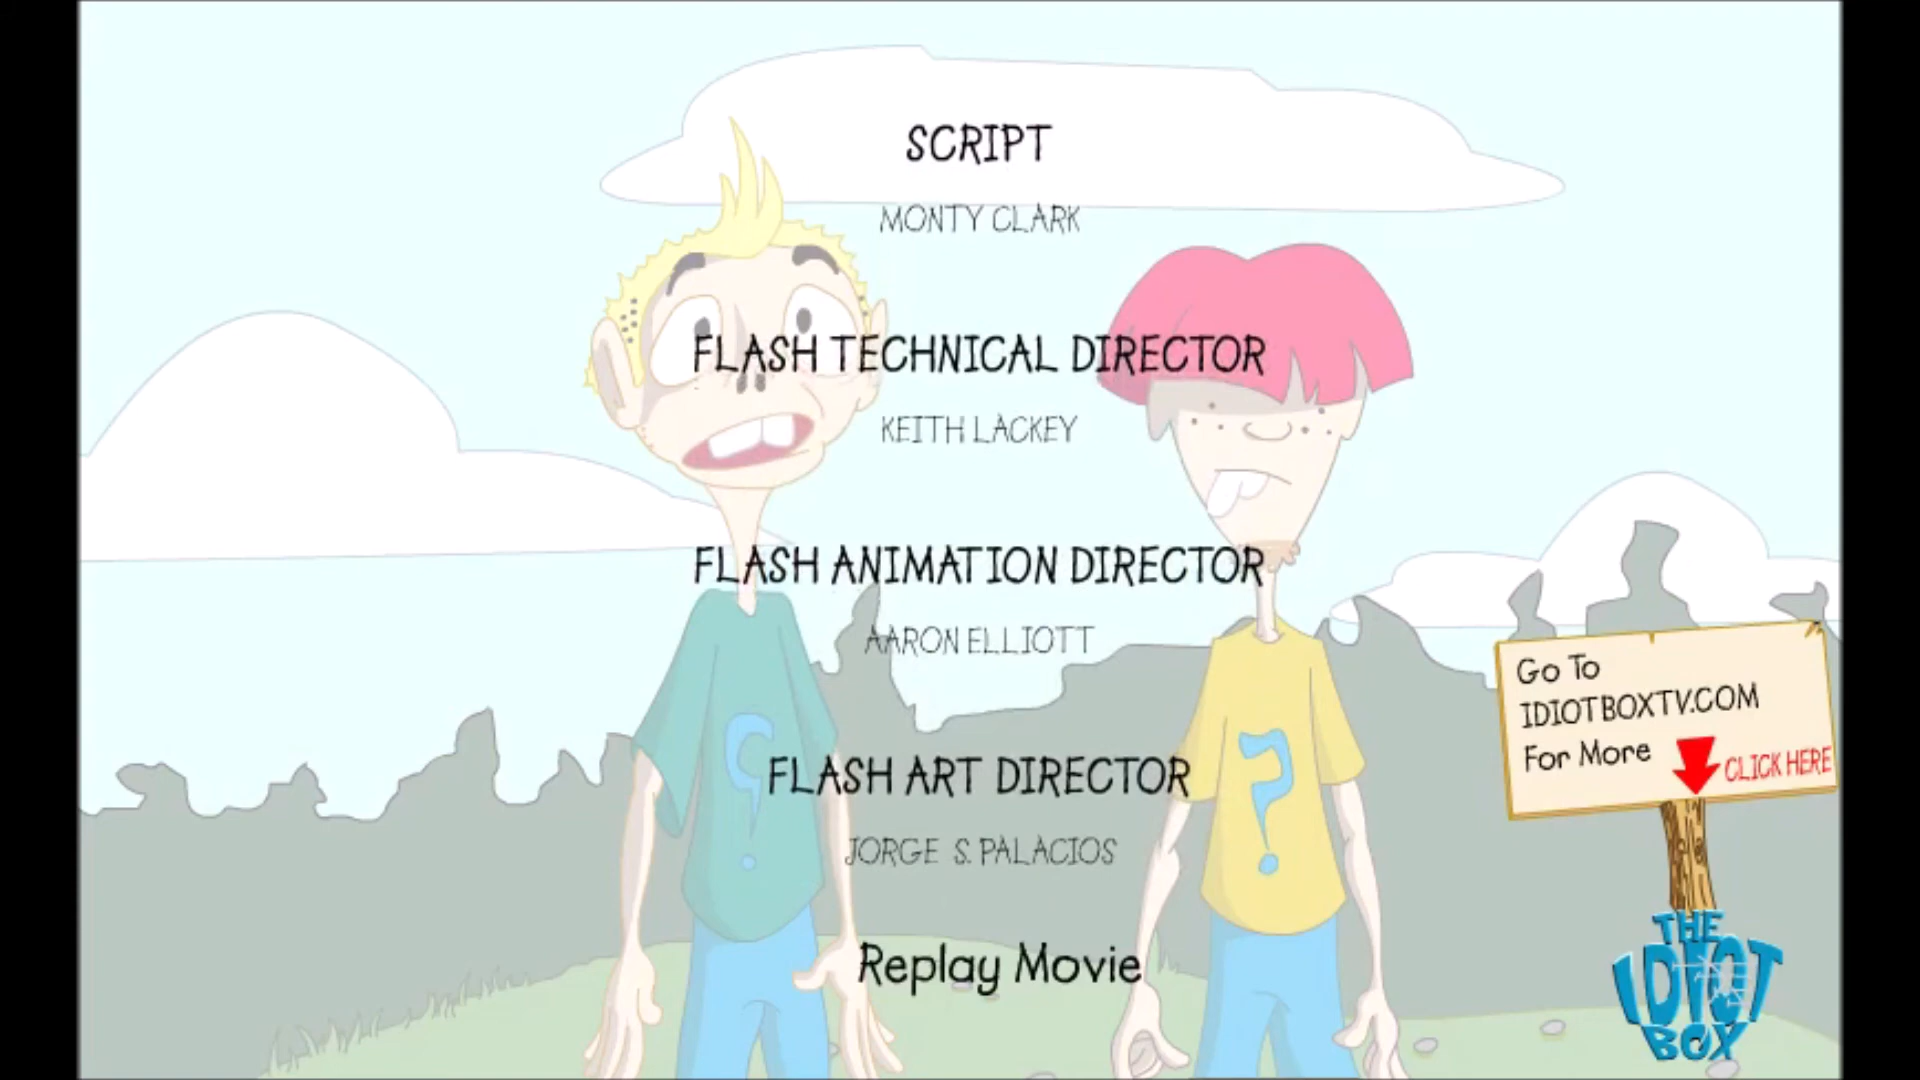 SCRIPT
MONTY CLARK
FLASH TECHNICAL DIRECTOR
KEITH LACKEY
FLASH ANIMATION DIRECTOR
AARON ELLIOTT
FLASH ART DIRECTOR
JORGE S. PALACIOS
Replay Movie
Go To
IDIOTBOXTV.COM
For More
CLICK HERE
THE
IDIOT
BOX